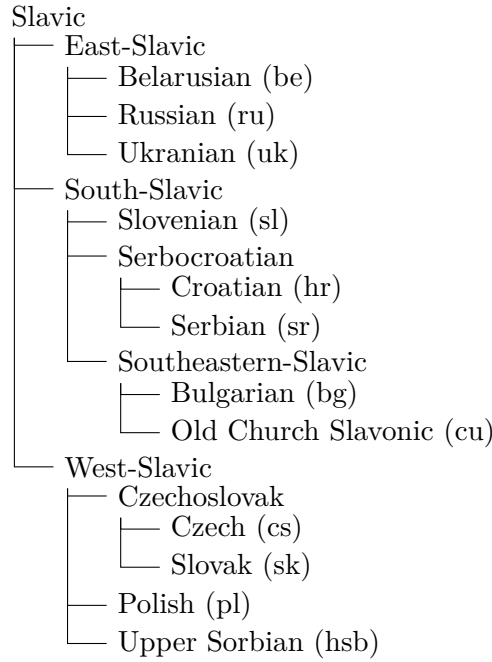 Slavic
East-Slavic
Belarusian (be)
Russian (ru)
Ukranian (uk)
South-Slavic
Slovenian (sl)
Serbocroatian
Croatian (hr)
Serbian (sr)
Southeastern-Slavic
Bulgarian (bg)
Old Church Slavonic (cu)
West-Slavic
Czechoslovak
Czech (cs)
Slovak (sk)
Polish (pl)
Upper Sorbian (hsb)